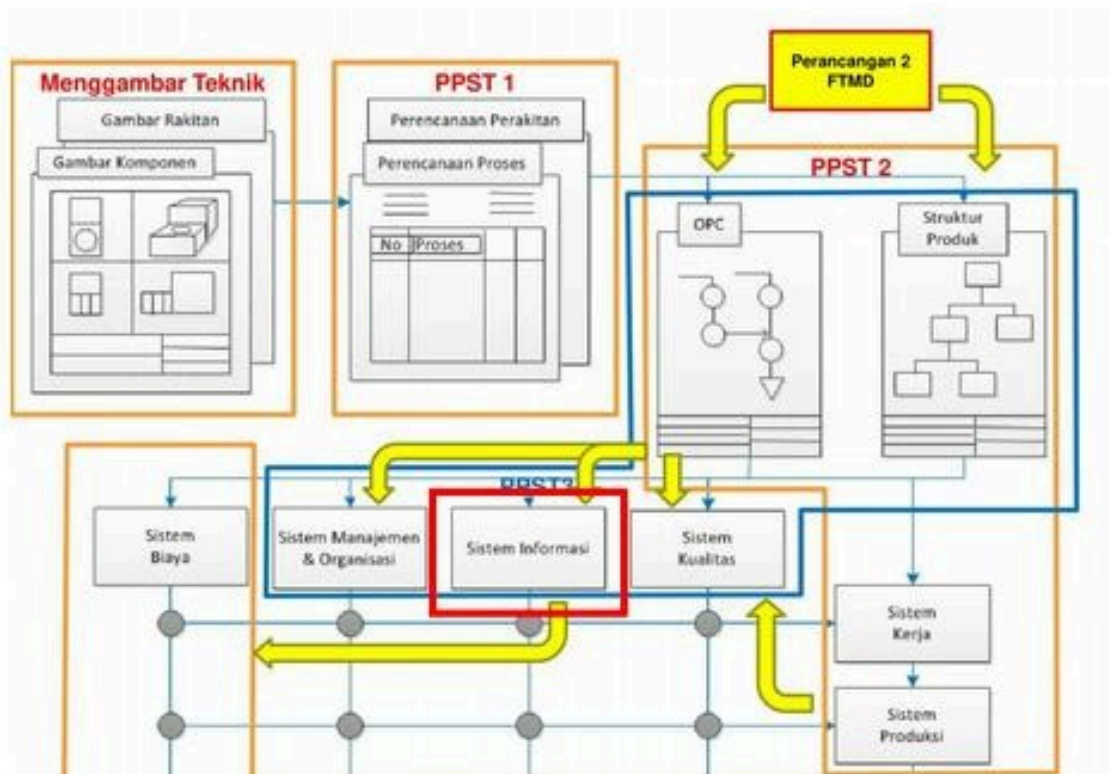 Perancangan 2
FTMD
Menggambar Teknik
Gambar Rakitan
Gambar Komponen
PPST 1
Perencanaan Perakitan
Perencanaan Proses
No Proses
PPST 2
OPC
Struktur
Produk
PPST3
Sistem
Biaya
Sistem Manajemen
& Organisasi
Sistem Informasi
Sistem
Kualitas
Sistem
Kerja
Sistem
Produksi